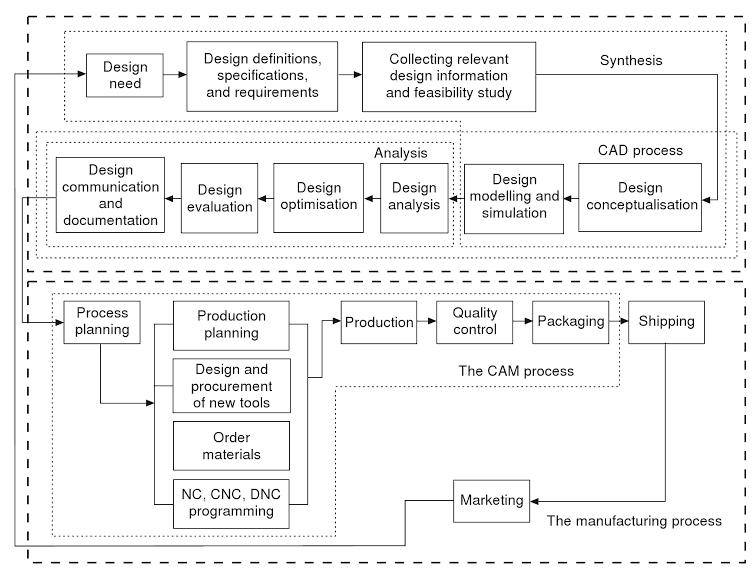 Design
need
Design definitions,
specifications,
and requirements
Collecting relevant
design information
and feasibility study
Synthesis
Analysis
CAD process
Design
communication
and
documentation
Design
evaluation
Design
optimisation
Design
analysis
Design
modelling and
simulation
Design
conceptualisation
Process
planning
Production
planning
Design and
procurement
of new tools
Order
materials
NC, CNC, DNC
programming
Production
Quality
control
Packaging
Shipping
The CAM process
Marketing
The manufacturing process